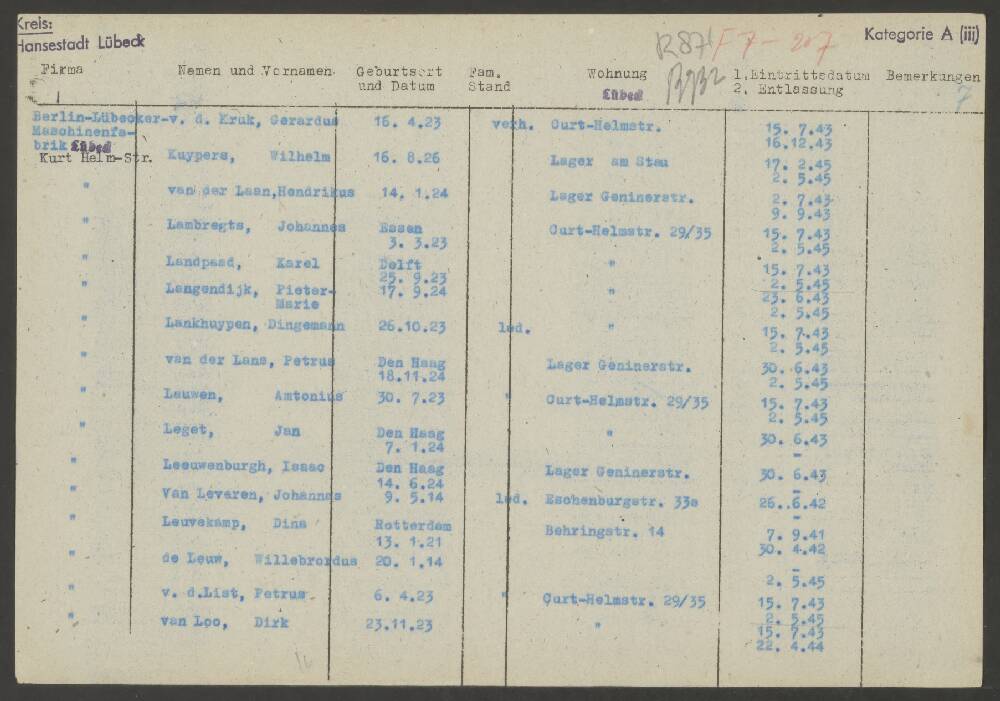 Kreis:
Hansestadt Lübeck
R87 F7-207
Kategorie A (iii)
Firma Namen und Vornamen Geburtsort und Datum Fam. Stand Wohnung Lübeck 1.Eintrittsdatum 2. Entlassung Bemerkungen
7
Berlin-Lübecker- v. d. Kruk, Gerardus 16. 4.23 verh. Curt-Helmstr. 15. 7.43
Maschinenfa- 16.12.43
brik Lübeck
Kurt Helm-Str. Kuypers, Wilhelm 16. 8.26 Lager am Stau 17. 2.45
2. 5.45
" van der Laan,Hendrikus 14. 1.24 Lager Geninerstr. 2. 7.43
9. 9.43
" Lambregts, Johannes Essen Curt-Helmstr. 29/35 15. 7.43
3. 3.23 2. 5.45
" Landpaad, Karel Delft " 15. 7.43
25. 9.23 2. 5.45
" Langendijk, Pieter- 17. 9.24 " 23. 6.43
Marie 2. 5.45
" Lankhuypen, Dingemann 26.10.23 led. " 15. 7.43
2. 5.45
" van der Lans, Petrus Den Haag Lager Geninerstr. 30. 6.43
18.11.24 2. 5.45
" Lauwen, Antonius 30. 7.23 " Curt-Helmstr. 29/35 15. 7.43
2. 5.45
" Leget, Jan Den Haag " 30. 6.43
7. 1.24 -
" Leeuwenburgh, Isaac Den Haag Lager Geninerstr. 30. 6.43
14. 6.24 -
" Van Levaren, Johannes 9. 5.14 led. Eschenburgstr. 33a 26..6.42
-
" Leuvekamp, Dina Rotterdam Behringstr. 14 7. 9.41
13. 1.21 30. 4.42
" de Leuw, Willebrordus 20. 1.14 -
2. 5.45
" v. d.List, Petrus 6. 4.23 " Curt-Helmstr. 29/35 15. 7.43
2. 5.45
" van Loo, Dirk 23.11.23 " 15. 7.43
22. 4.44